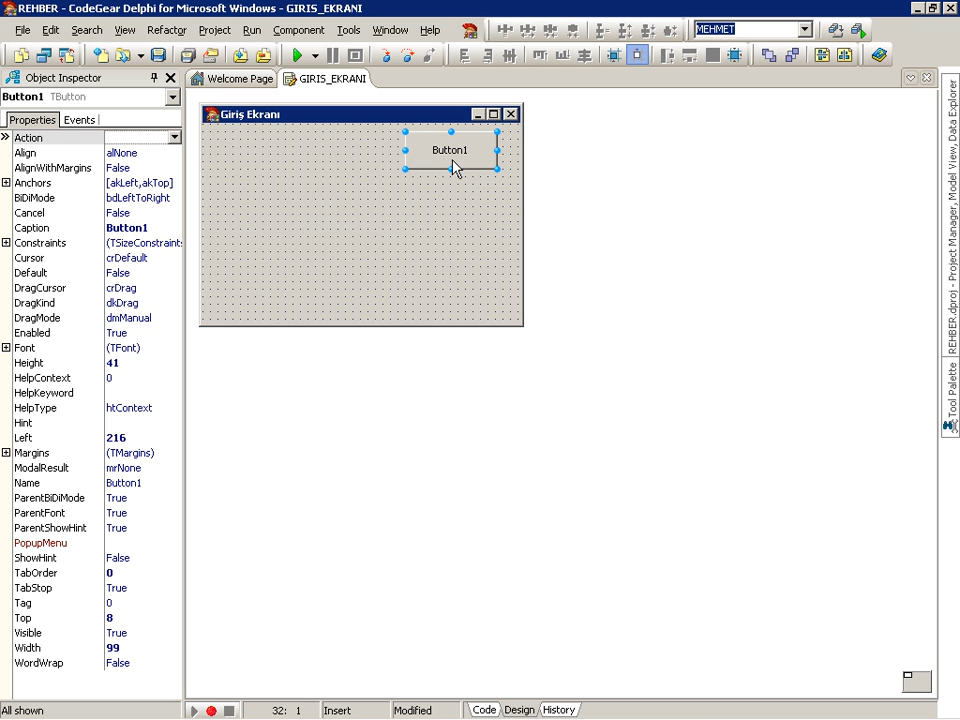 REHBER - CodeGear Delphi for Microsoft Windows - GIRIS_EKRANI
File Edit Search View Refactor Project Run Component Tools Window Help MEHMET
Object Inspector
Welcome Page GIRIS_EKRANI
Button1 TButton
Properties Events
Giriş Ekranı
Button1
Action
Align alNone
AlignWithMargins False
Anchors [akLeft,akTop]
BiDiMode bdLeftToRight
Cancel False
Caption Button1
Constraints (TSizeConstraints
Cursor crDefault
Default False
DragCursor crDrag
DragKind dkDrag
DragMode dmManual
Enabled True
Font (TFont)
Height 41
HelpContext 0
HelpKeyword
HelpType htContext
Hint
Left 216
Margins (TMargins)
ModalResult mrNone
Name Button1
ParentBiDiMode True
ParentFont True
ParentShowHint True
PopupMenu
ShowHint False
TabOrder 0
TabStop True
Tag 0
Top 8
Visible True
Width 99
WordWrap False
REHBER.dproj - Project Manager, Model View, Data Explorer
Tool Palette
All shown
32: 1 Insert Modified Code Design History